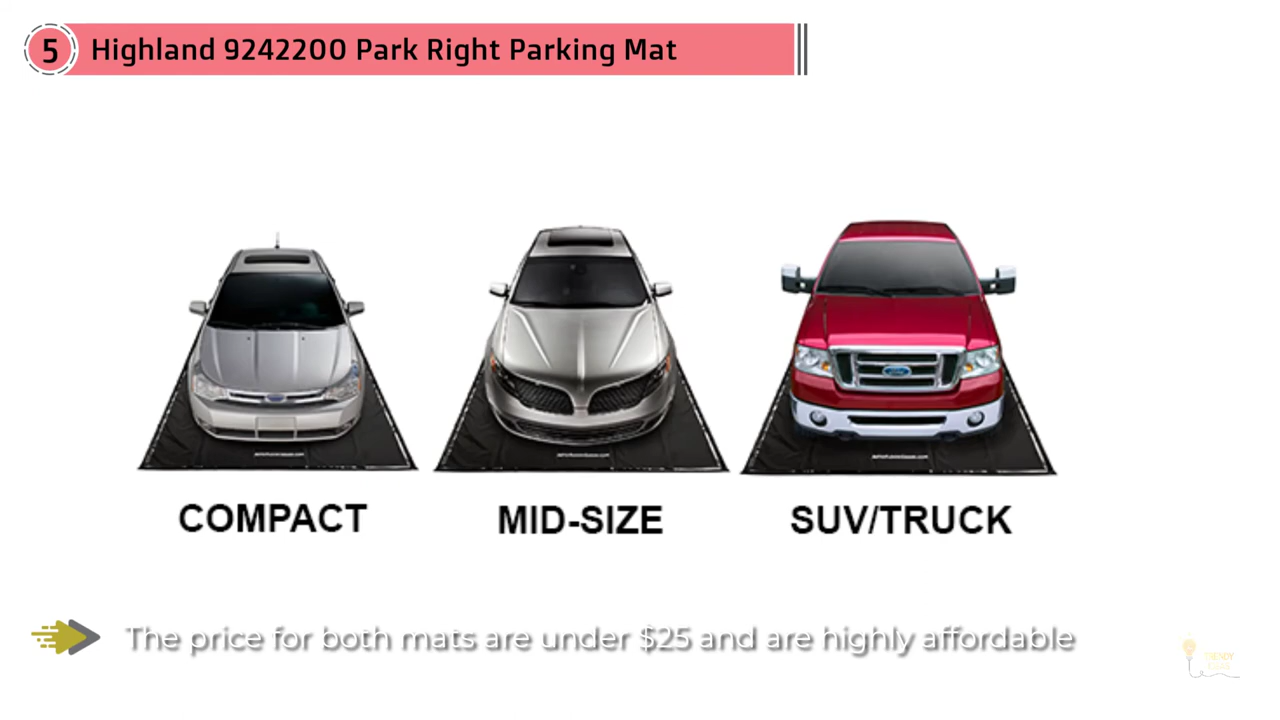 5
Highland 9242200 Park Right Parking Mat
COMPACT
MID-SIZE
SUV/TRUCK
The price for both mats are under $25 and are highly affordable